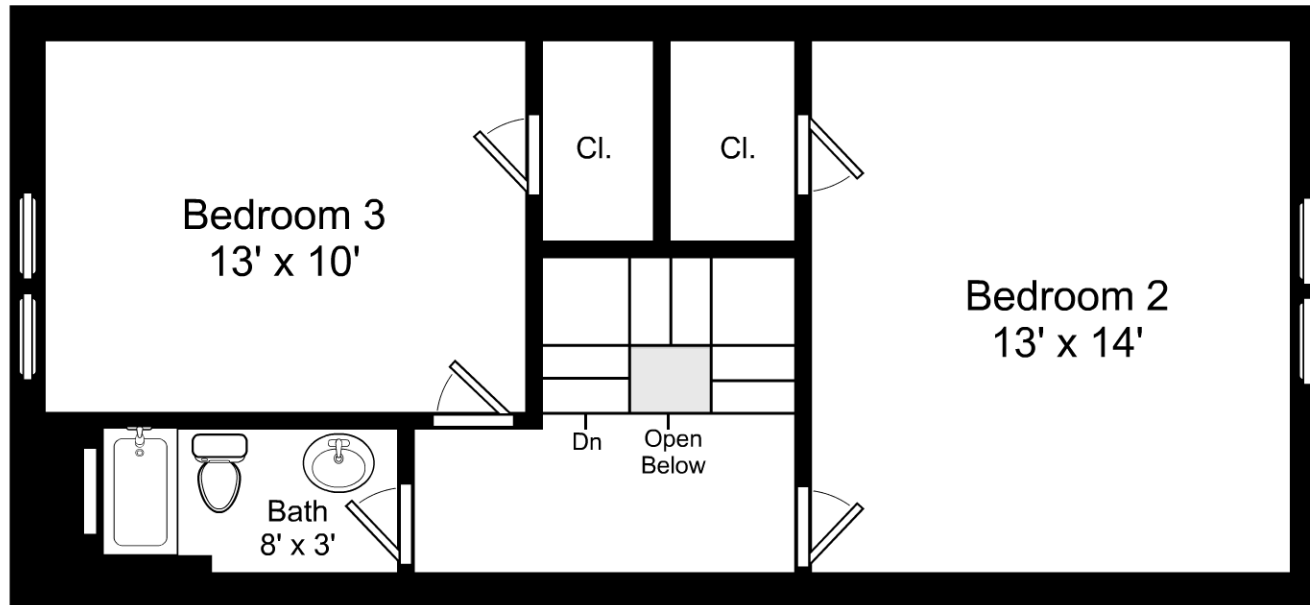 Bedroom 3
13' x 10'
Cl.
Cl.
Bedroom 2
13' x 14'
Dn
Open
Below
Bath
8' x 3'